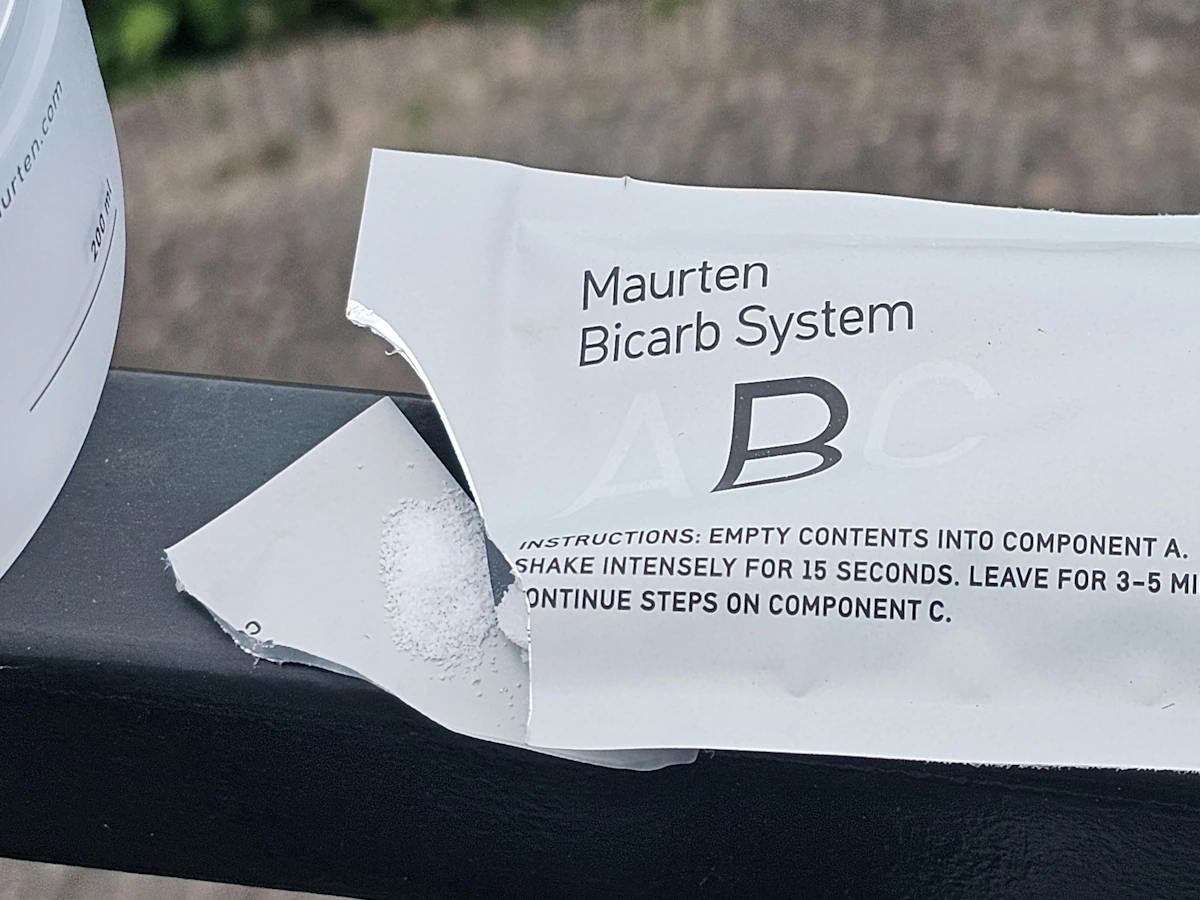 urten.com
200 ml
Maurten
Bicarb System
ABC
INSTRUCTIONS: EMPTY CONTENTS INTO COMPONENT A.
SHAKE INTENSELY FOR 15 SECONDS. LEAVE FOR 3–5 MI
ONTINUE STEPS ON COMPONENT C.